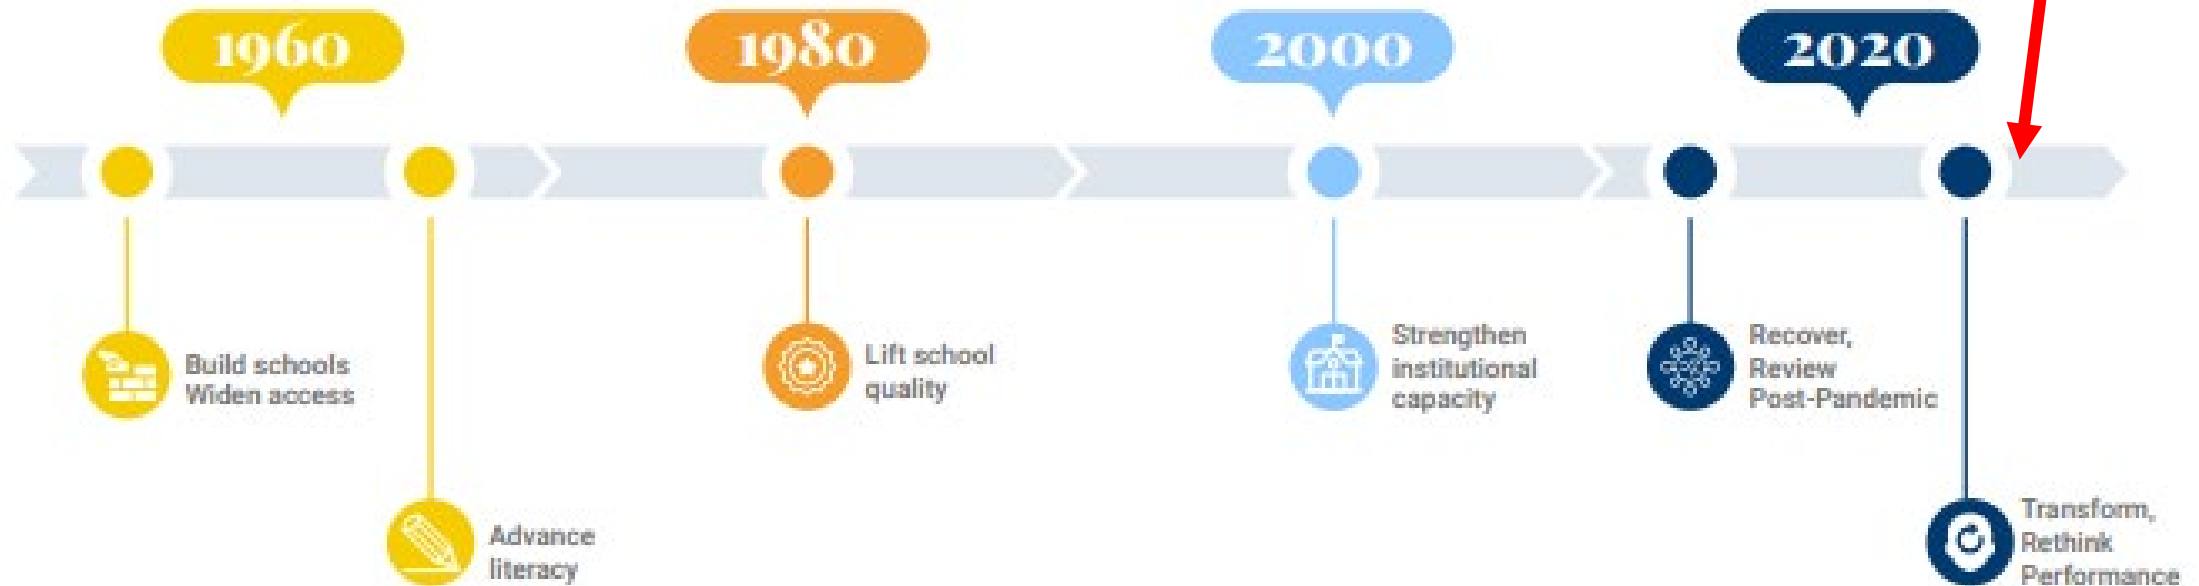 1960
1980
2000
2020
Build schools
Widen access
Advance
literacy
Lift school
quality
Strengthen
institutional
capacity
Recover,
Review
Post-Pandemic
Transform,
Rethink
Performance